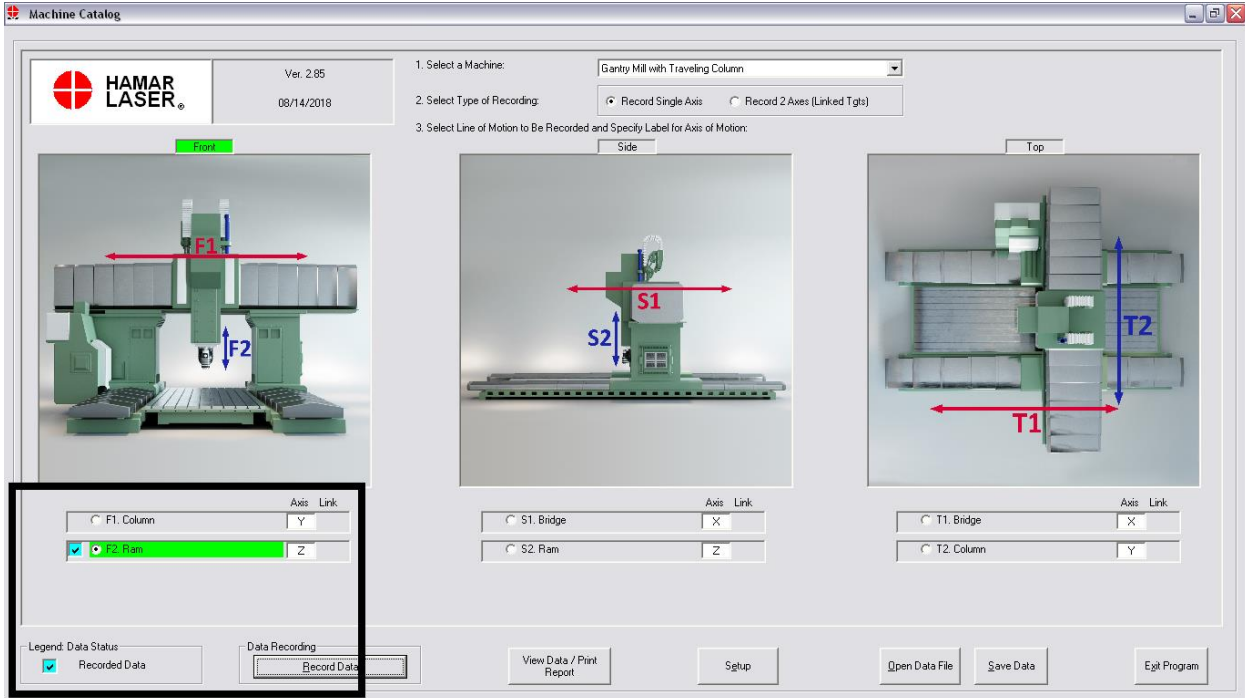 Machine Catalog
HAMAR
LASER®
Ver. 2.85
08/14/2018
1. Select a Machine:
Gantry Mill with Traveling Column
2. Select Type of Recording:
Record Single Axis
Record 2 Axes (Linked Tgts)
3. Select Line of Motion to Be Recorded and Specify Label for Axis of Motion:
Front
Side
Top
F1
F2
S1
S2
T1
T2
Axis Link
F1. Column Y
F2. Ram Z
Axis Link
S1. Bridge X
S2. Ram Z
Axis Link
T1. Bridge X
T2. Column Y
Legend: Data Status
Recorded Data
Data Recording
Record Data
View Data / Print
Report
Setup
Open Data File
Save Data
Exit Program